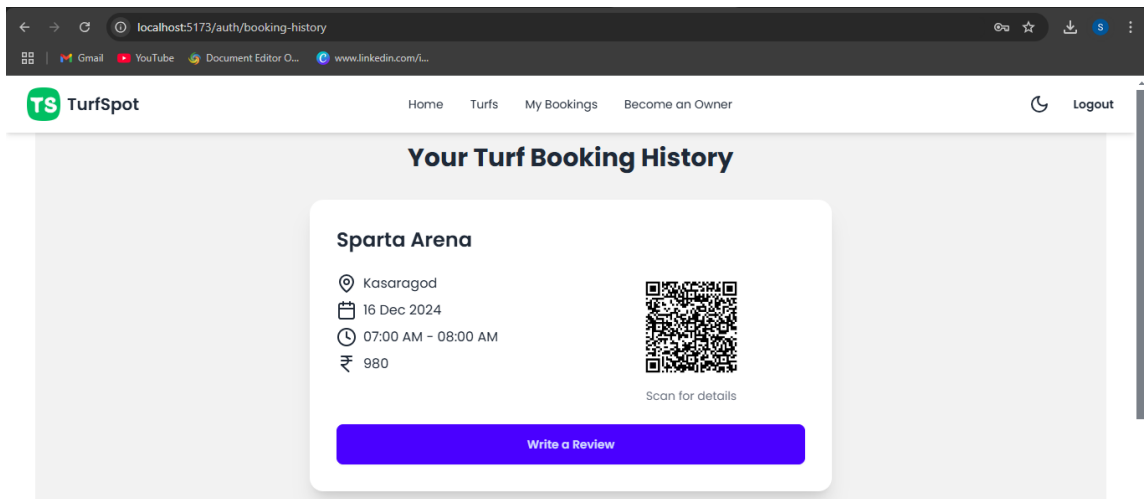 localhost:5173/auth/booking-history
S
Gmail YouTube Document Editor O... www.linkedin.com/i...
TS TurfSpot Home Turfs My Bookings Become an Owner Logout
Your Turf Booking History
Sparta Arena
Kasaragod
16 Dec 2024
07:00 AM - 08:00 AM
₹ 980
Scan for details
Write a Review